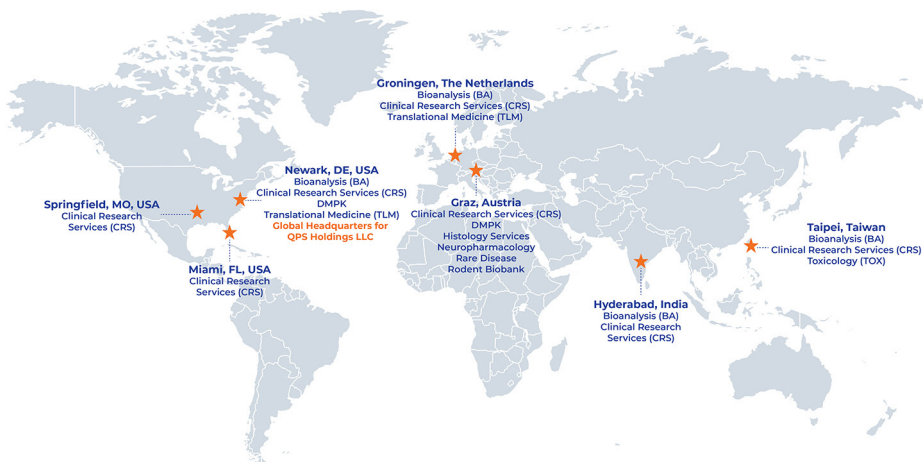 Groningen, The Netherlands
Bioanalysis (BA)
Clinical Research Services (CRS)
Translational Medicine (TLM)
Newark, DE, USA
Bioanalysis (BA)
Clinical Research Services (CRS)
DMPK
Translational Medicine (TLM)
Global Headquarters for
QPS Holdings LLC
Springfield, MO, USA
Clinical Research
Services (CRS)
Miami, FL, USA
Clinical Research
Services (CRS)
Graz, Austria
Clinical Research Services (CRS)
DMPK
Histology Services
Neuropharmacology
Rare Disease
Rodent Biobank
Taipei, Taiwan
Bioanalysis (BA)
Clinical Research Services (CRS)
Toxicology (TOX)
Hyderabad, India
Bioanalysis (BA)
Clinical Research
Services (CRS)